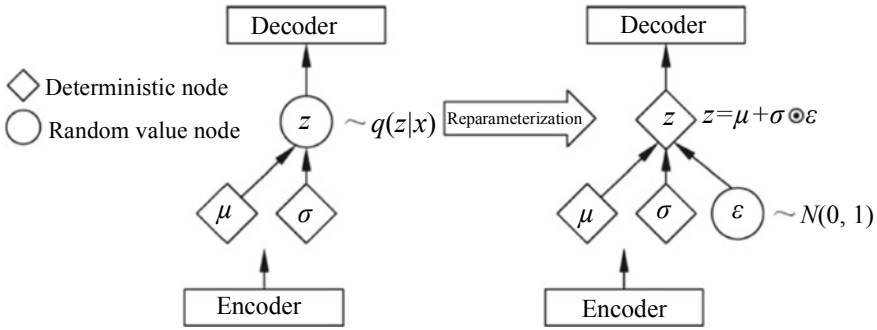 Decoder
Decoder
Deterministic node
Random value node
z
~q(z|x)
Reparameterization
z
z=μ+σ⊙ε
μ
σ
μ
σ
ε
~N(0, 1)
Encoder
Encoder